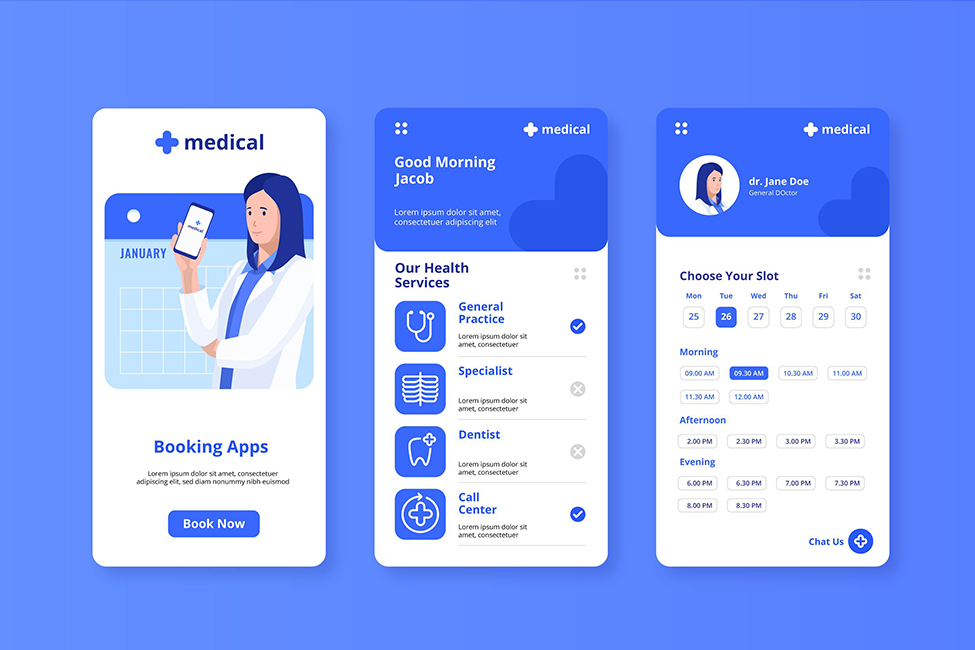 medical
medical
JANUARY
Booking Apps
Lorem ipsum dolor sit amet, consectetuer
adipiscing elit, sed diam nonummy nibh euismod
Book Now
medical
Good Morning
Jacob
Lorem ipsum dolor sit amet,
consectetuer adipiscing elit
Our Health
Services
General
Practice
Lorem ipsum dolor sit
amet, consectetuer
Specialist
Lorem ipsum dolor sit
amet, consectetuer
Dentist
Lorem ipsum dolor sit
amet, consectetuer
Call
Center
Lorem ipsum dolor sit
amet, consectetuer
medical
dr. Jane Doe
General DOctor
Choose Your Slot
Mon Tue Wed Thu Fri Sat
25 26 27 28 29 30
Morning
09.00 AM 09.30 AM 10.30 AM 11.00 AM
11.30 AM 12.00 AM
Afternoon
2.00 PM 2.30 PM 3.00 PM 3.30 PM
Evening
6.00 PM 6.30 PM 7.00 PM 7.30 PM
8.00 PM 8.30 PM
Chat Us